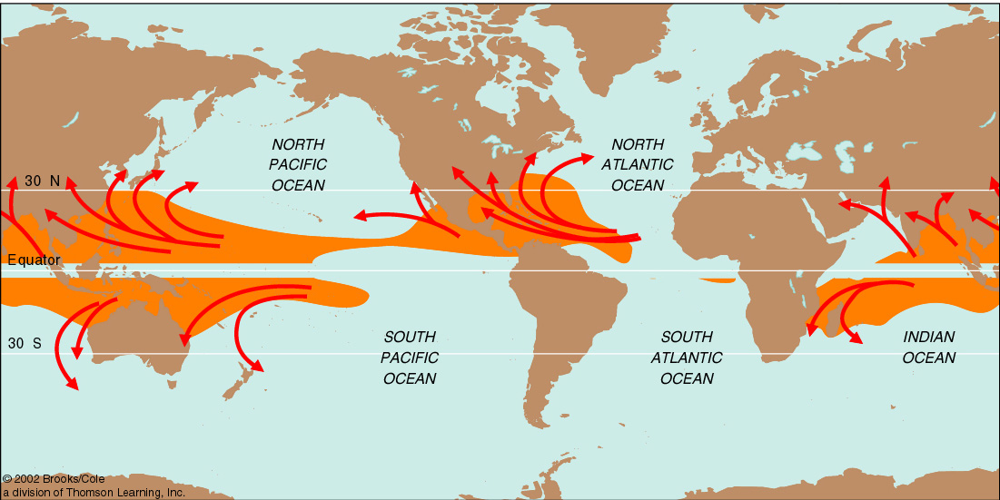 NORTH
PACIFIC
OCEAN
NORTH
ATLANTIC
OCEAN
30 N
Equator
30 S
SOUTH
PACIFIC
OCEAN
SOUTH
ATLANTIC
OCEAN
INDIAN
OCEAN
© 2002 Brooks/Cole
a division of Thomson Learning, Inc.